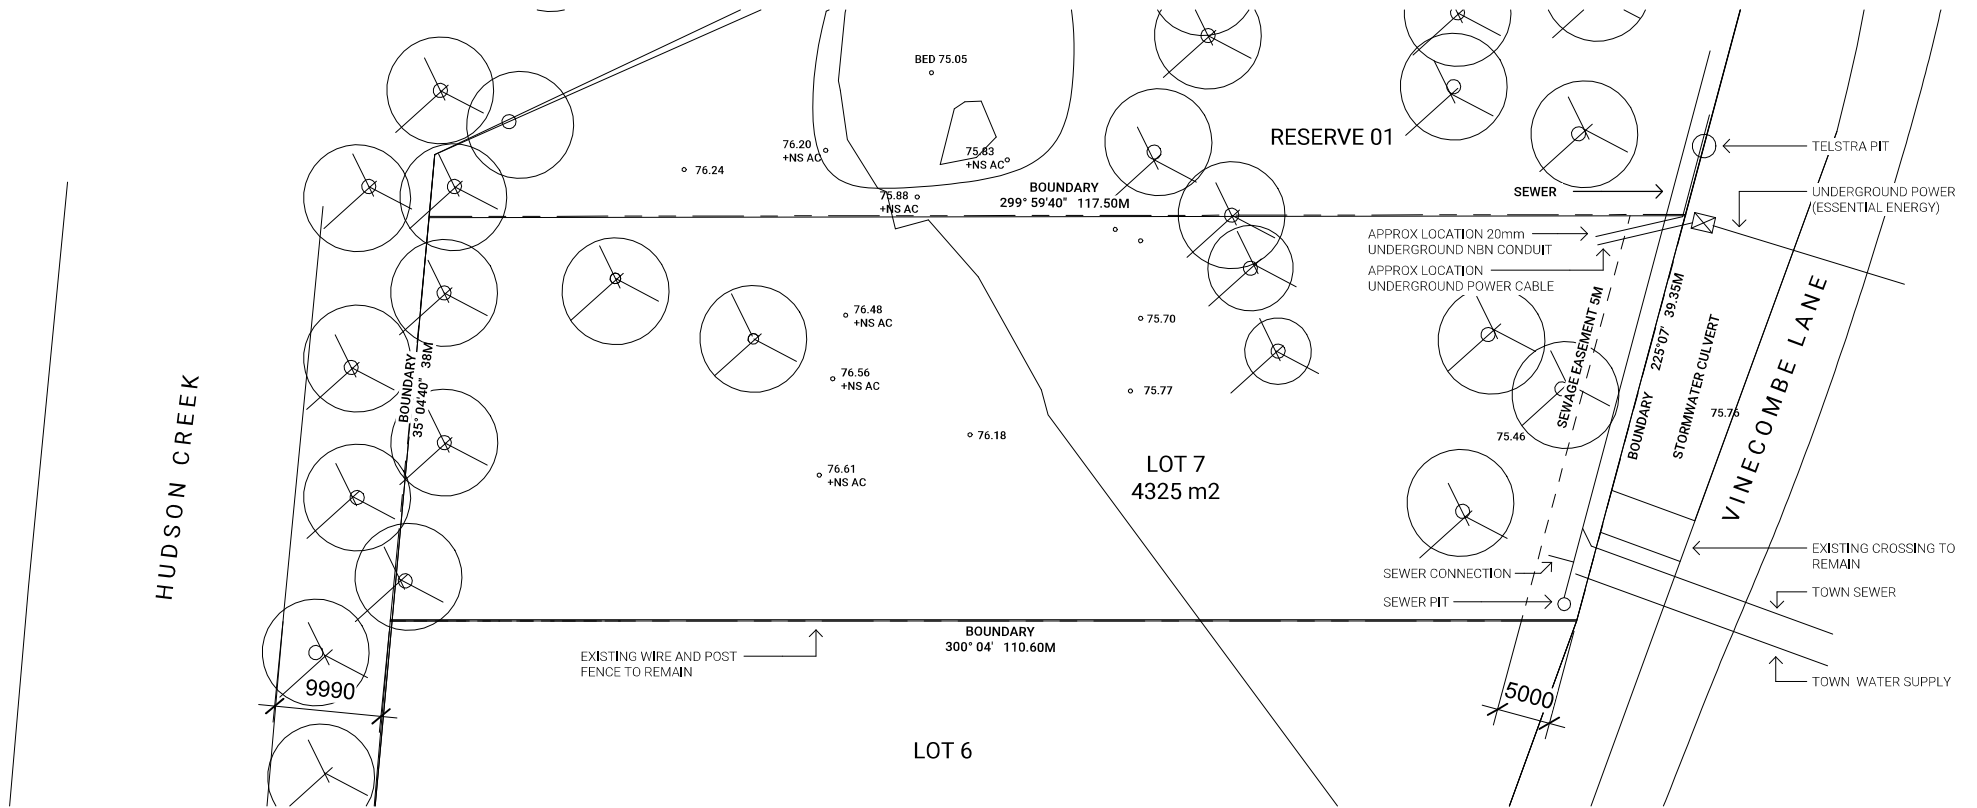 BED 75.05
RESERVE 01
76.20
+NS AC
75.83
+NS AC
76.24
75.88
+NS AC
BOUNDARY
299° 59'40"   117.50M
SEWER
TELSTRA PIT
UNDERGROUND POWER
(ESSENTIAL ENERGY)
APPROX LOCATION 20mm
UNDERGROUND NBN CONDUIT
APPROX LOCATION
UNDERGROUND POWER CABLE
76.48
+NS AC
75.70
76.56
+NS AC
75.77
76.18
76.61
+NS AC
LOT 7
4325 m2
75.46
75.76
HUDSON CREEK
BOUNDARY
35° 04'40"   38M
SEWAGE EASEMENT 5M
BOUNDARY   225°07'   39.35M
STORMWATER CULVERT
VINECOMBE LANE
EXISTING CROSSING TO
REMAIN
SEWER CONNECTION
TOWN SEWER
SEWER PIT
BOUNDARY
300° 04'   110.60M
EXISTING WIRE AND POST
FENCE TO REMAIN
TOWN  WATER SUPPLY
9990
5000
LOT 6